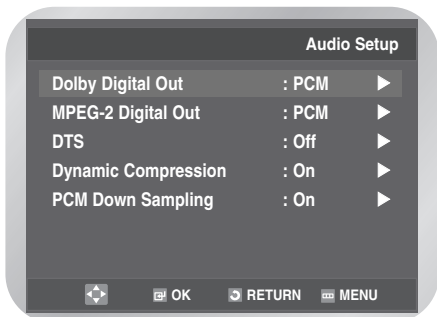 Audio Setup
Dolby Digital Out : PCM
MPEG-2 Digital Out : PCM
DTS : Off
Dynamic Compression : On
PCM Down Sampling : On
OK RETURN MENU